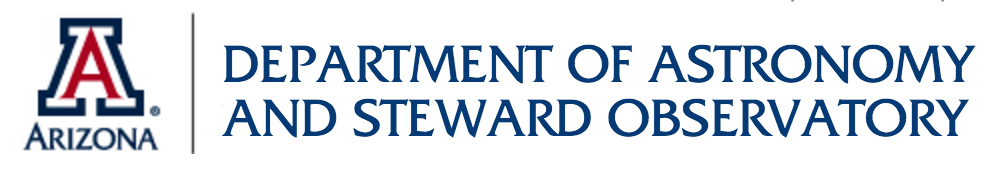 A®
ARIZONA
DEPARTMENT OF ASTRONOMY
AND STEWARD OBSERVATORY